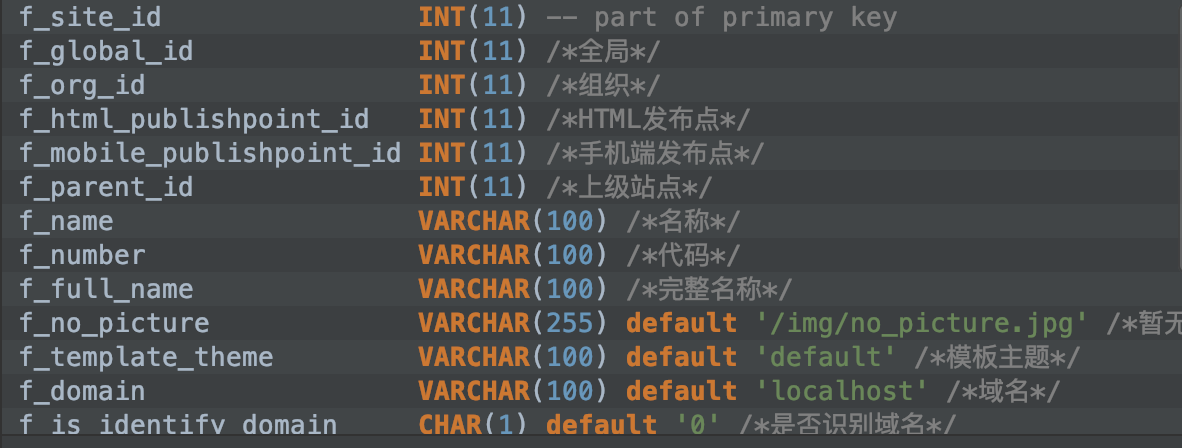 f_site_id INT(11) -- part of primary key
f_global_id INT(11) /*全局*/
f_org_id INT(11) /*组织*/
f_html_publishpoint_id INT(11) /*HTML发布点*/
f_mobile_publishpoint_id INT(11) /*手机端发布点*/
f_parent_id INT(11) /*上级站点*/
f_name VARCHAR(100) /*名称*/
f_number VARCHAR(100) /*代码*/
f_full_name VARCHAR(100) /*完整名称*/
f_no_picture VARCHAR(255) default '/img/no_picture.jpg' /*暂无
f_template_theme VARCHAR(100) default 'default' /*模板主题*/
f_domain VARCHAR(100) default 'localhost' /*域名*/
f_is_identify_domain CHAR(1) default '0' /*是否识别域名*/